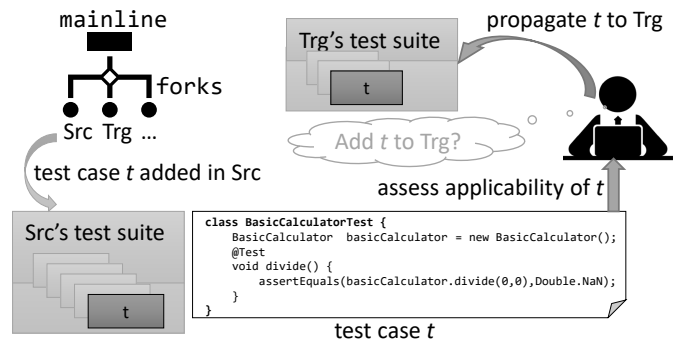 mainline
forks
Src Trg ...
test case t added in Src
Src's test suite
t
Trg's test suite
t
propagate t to Trg
Add t to Trg?
assess applicability of t
class BasicCalculatorTest {
    BasicCalculator  basicCalculator = new BasicCalculator();
    @Test
    void divide() {
        assertEquals(basicCalculator.divide(0,0),Double.NaN);
    }
}
test case t